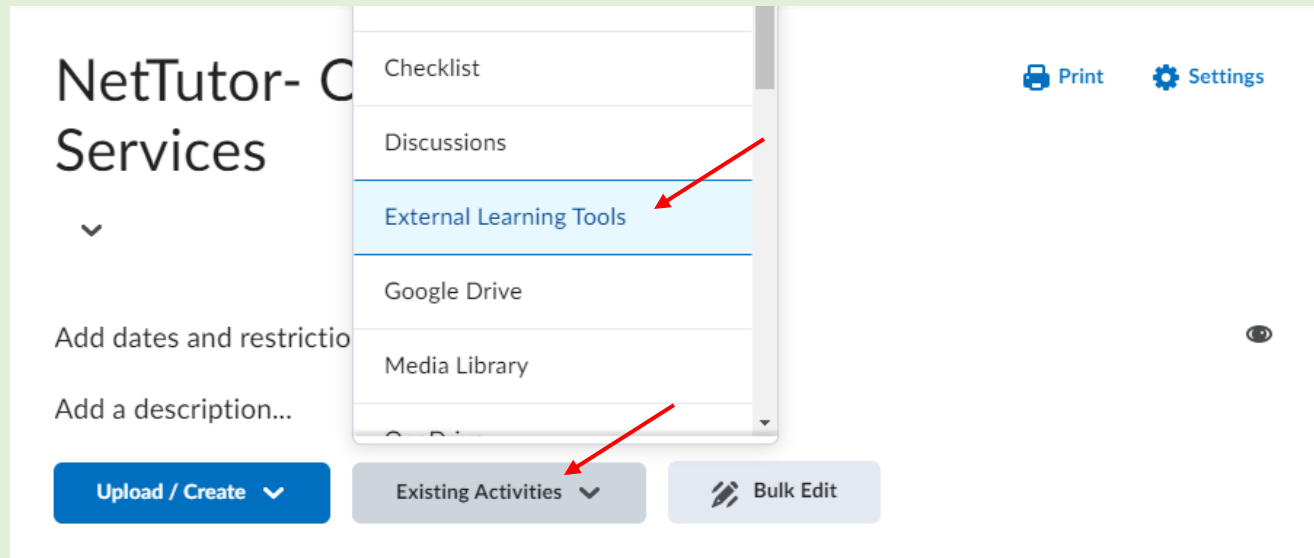 NetTutor- C
Services
Print
Settings
Checklist
Discussions
External Learning Tools
Google Drive
Media Library
Add dates and restrictio
Add a description...
Upload / Create
Existing Activities
Bulk Edit